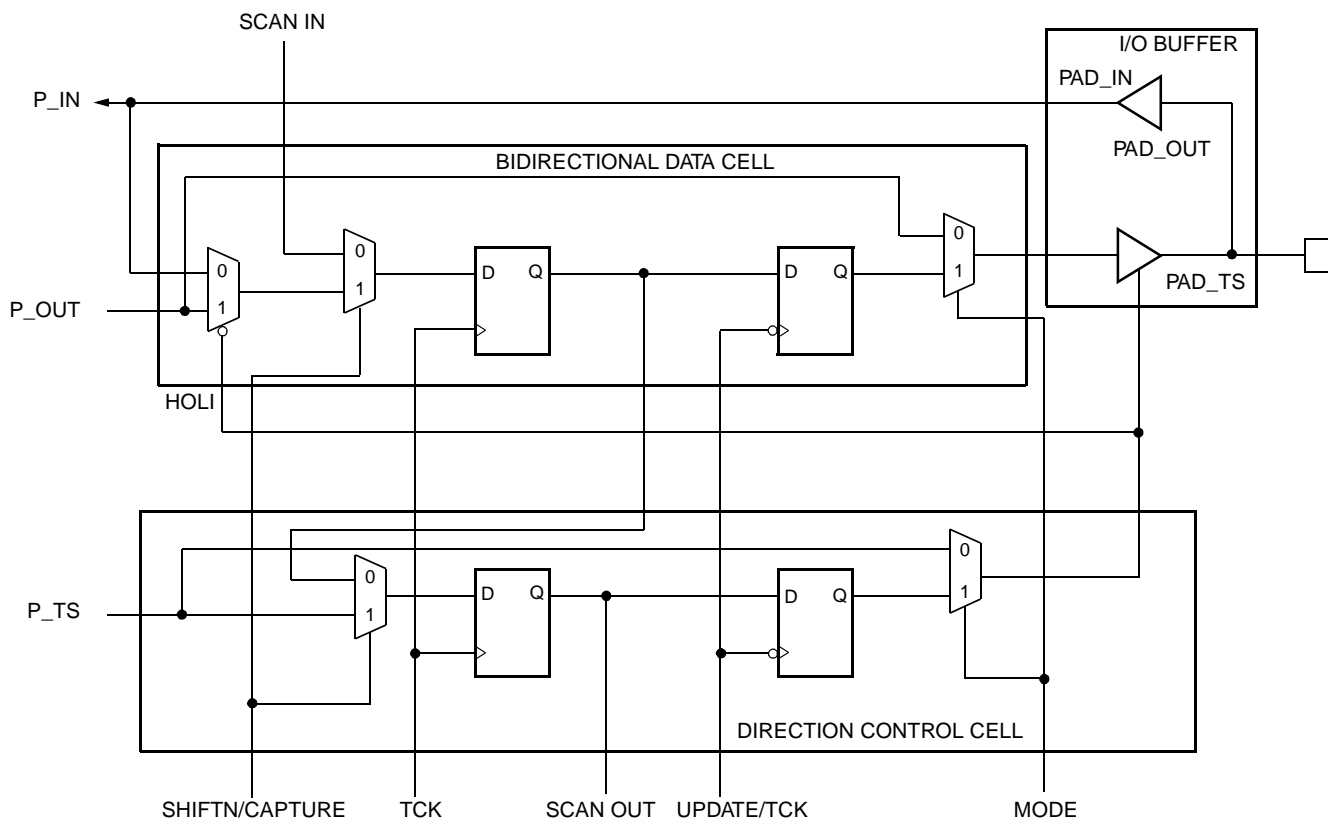 SCAN IN
I/O BUFFER
P_IN
PAD_IN
PAD_OUT
BIDIRECTIONAL DATA CELL
0
0
0
1
1
1
D Q
D Q
P_OUT
PAD_TS
HOLI
0
0
1
1
D Q
D Q
P_TS
DIRECTION CONTROL CELL
SHIFTN/CAPTURE
TCK
SCAN OUT
UPDATE/TCK
MODE